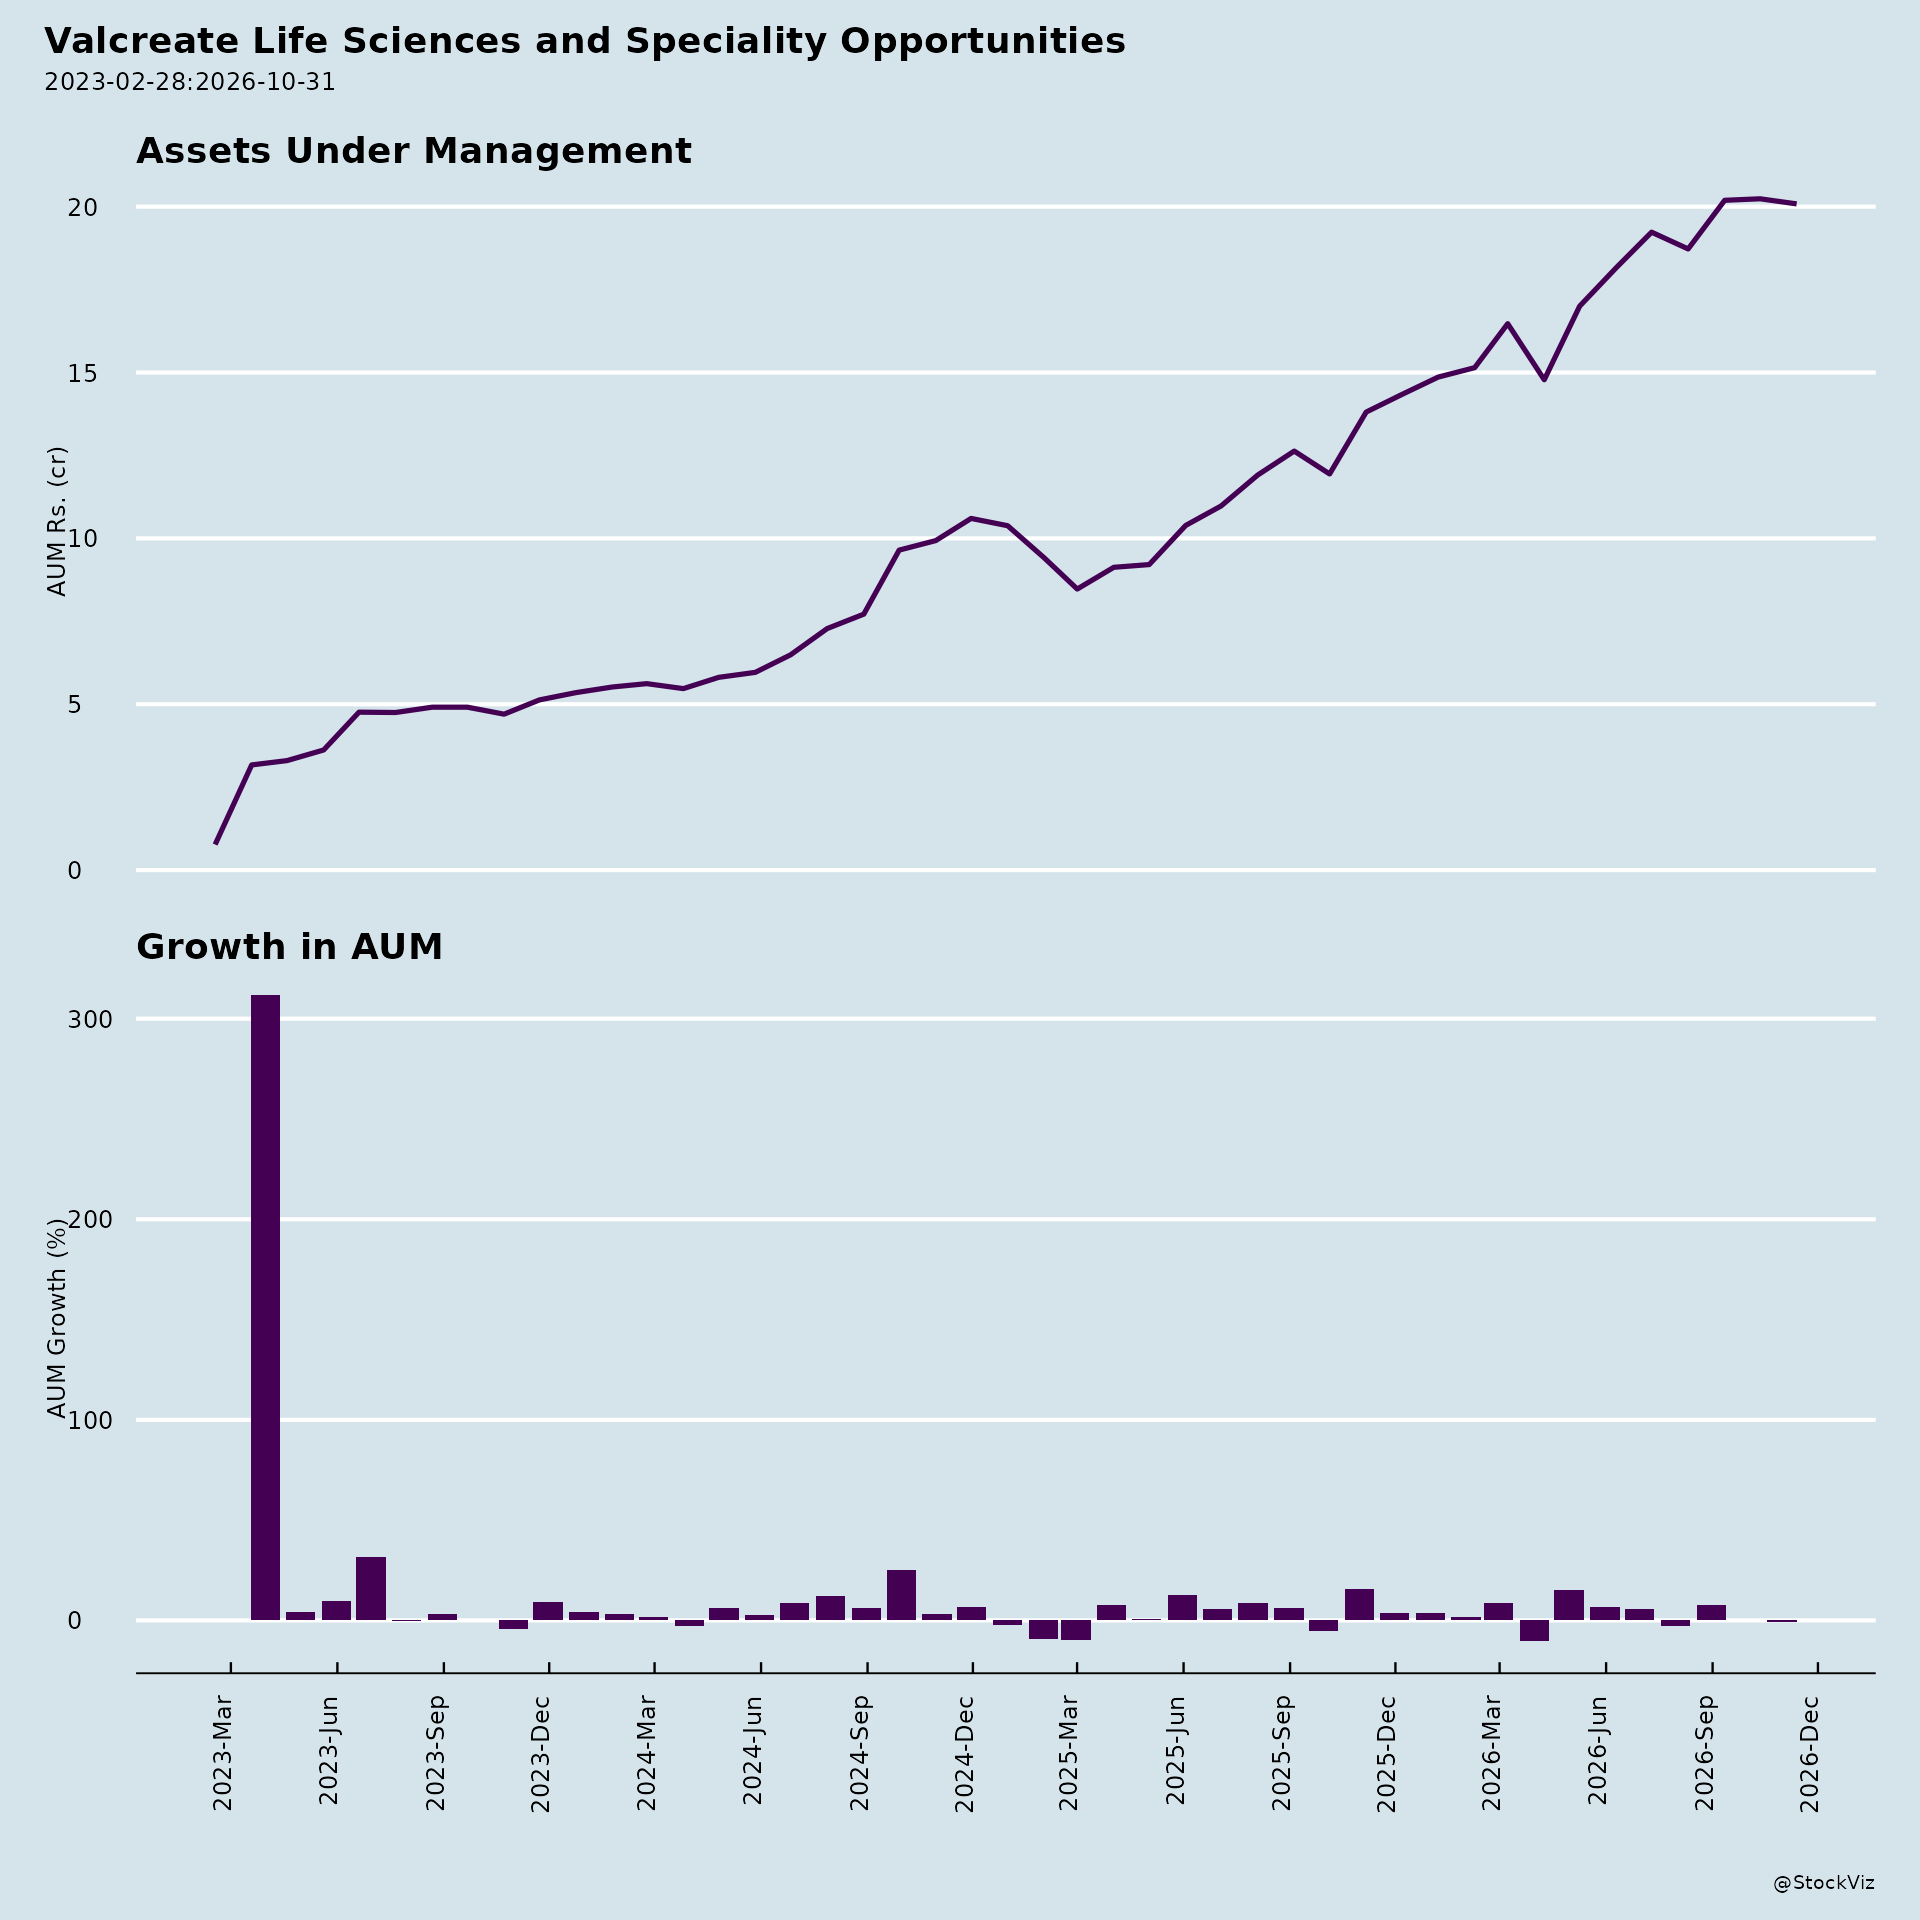 Valcreate Life Sciences and Speciality Opportunities
2023-02-28:2026-10-31
Assets Under Management
AUM Rs. (cr)
20
15
10
5
0
Growth in AUM
AUM Growth (%)
300
200
100
0
2023-Mar
2023-Jun
2023-Sep
2023-Dec
2024-Mar
2024-Jun
2024-Sep
2024-Dec
2025-Mar
2025-Jun
2025-Sep
2025-Dec
2026-Mar
2026-Jun
2026-Sep
2026-Dec
@StockViz